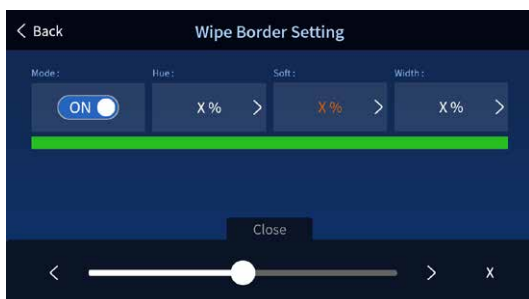 Back
Wipe Border Setting
Mode :
Hue :
Soft :
Width :
ON
X %
X %
X %
Close
X